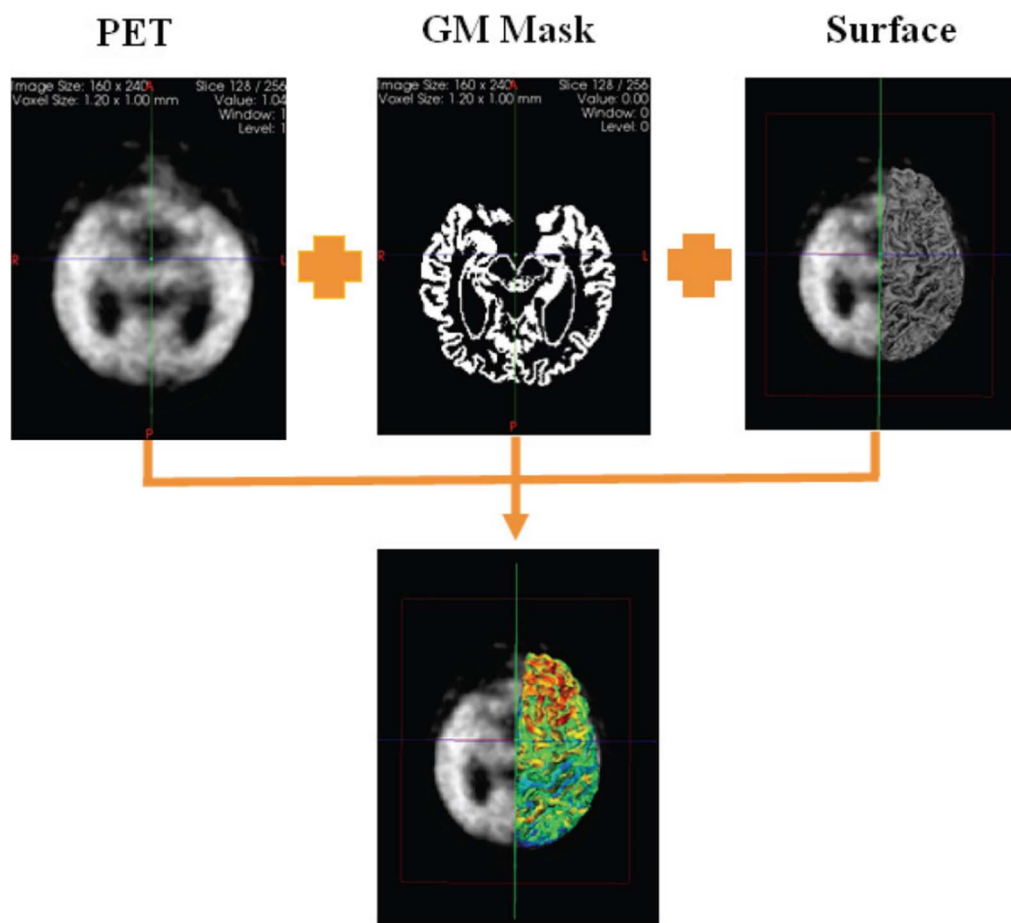 PET
GM Mask
Surface
Image Size: 160 x 240
Voxel Size: 1.20 x 1.00 mm
A
Slice 128 / 256
Value: 1.04
Window: 1
Level: 1
R
L
P
Image Size: 160 x 240
Voxel Size: 1.20 x 1.00 mm
A
Slice 128 / 256
Value: 0.00
Window: 0
Level: 0
R
L
P